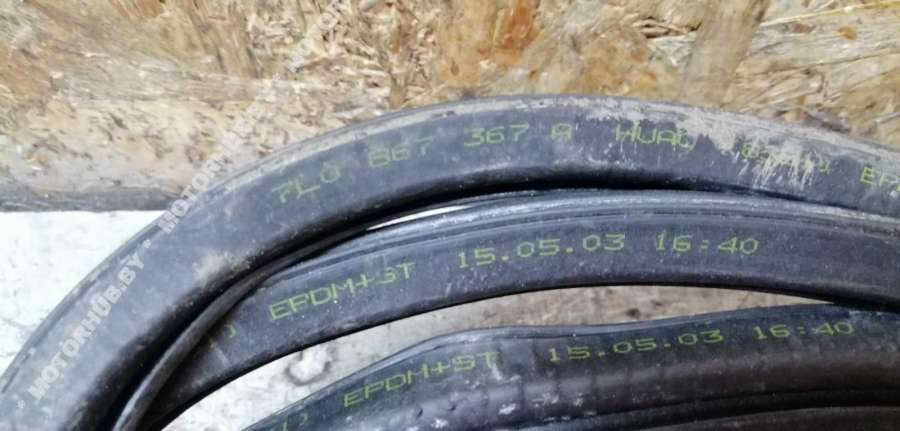 7L0 867 367 A HUAC
EPDM+ST 15.05.03 16:40
EPDM+ST 15.05.03 16:40
* MOTORHUB.BY *